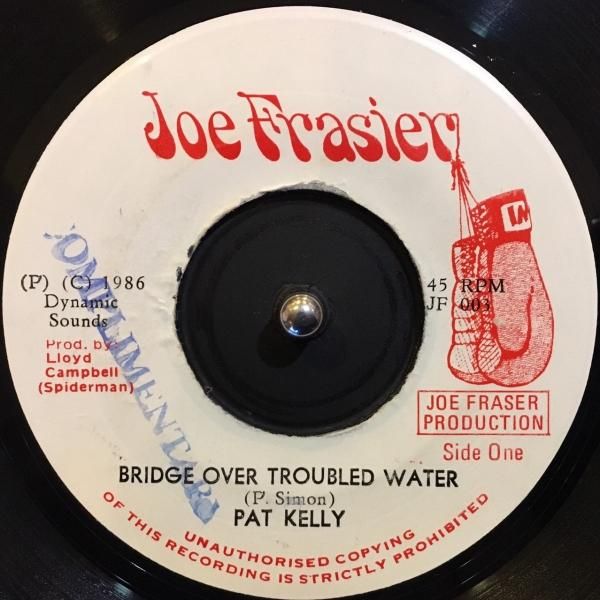 Joe Frasier
(P) (C) 1986
Dynamic
Sounds
Prod. by:
Lloyd
Campbell
(Spiderman)
COMPLIMENTARY
45 RPM
JF 003
JOE FRASER
PRODUCTION
Side One
BRIDGE OVER TROUBLED WATER
(P. Simon)
PAT KELLY
UNAUTHORISED COPYING
OF THIS RECORDING IS STRICTLY PROHIBITED